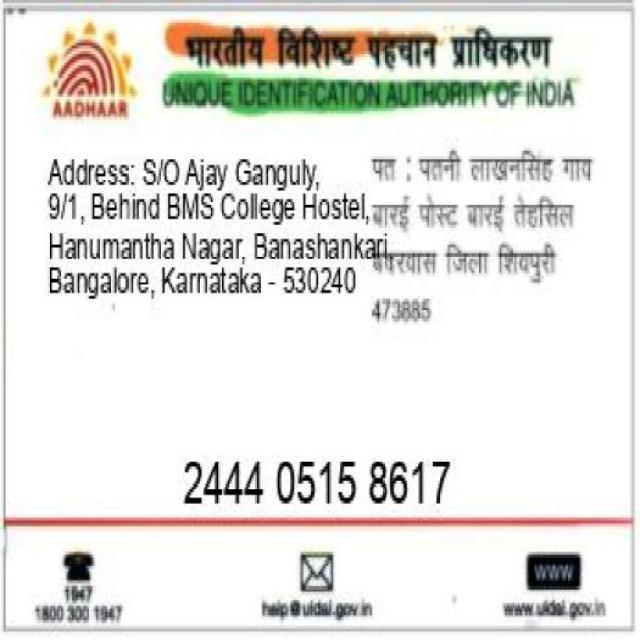 भारतीय विशिष्ट पहचान प्राधिकरण
AADHAAR
UNIQUE IDENTIFICATION AUTHORITY OF INDIA
Address: S/O Ajay Ganguly,
9/1, Behind BMS College Hostel,
Hanumantha Nagar, Banashankari
Bangalore, Karnataka - 530240
पत : पतनी लाखनसिंह गाव
बारई पोस्ट बारई तेहसिल
जिला शिवपुरी
473885
2444 0515 8617
1947
1800 300 1947
help@uidai.gov.in
WWW
www.uidai.gov.in